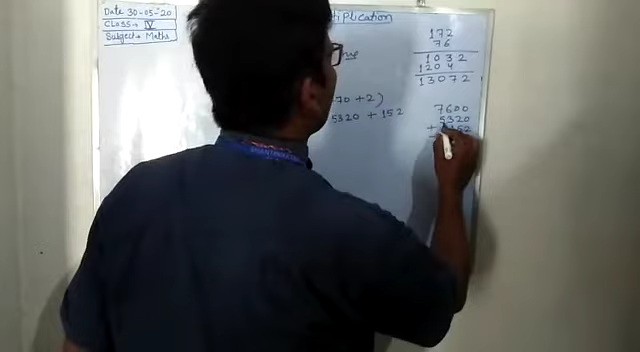 Date 30-05-20
Class → IV
Subject → Maths
tiplication
70 + 2)
5320 + 152
172
76
1032
1204
13072
7600
5320
+ 152